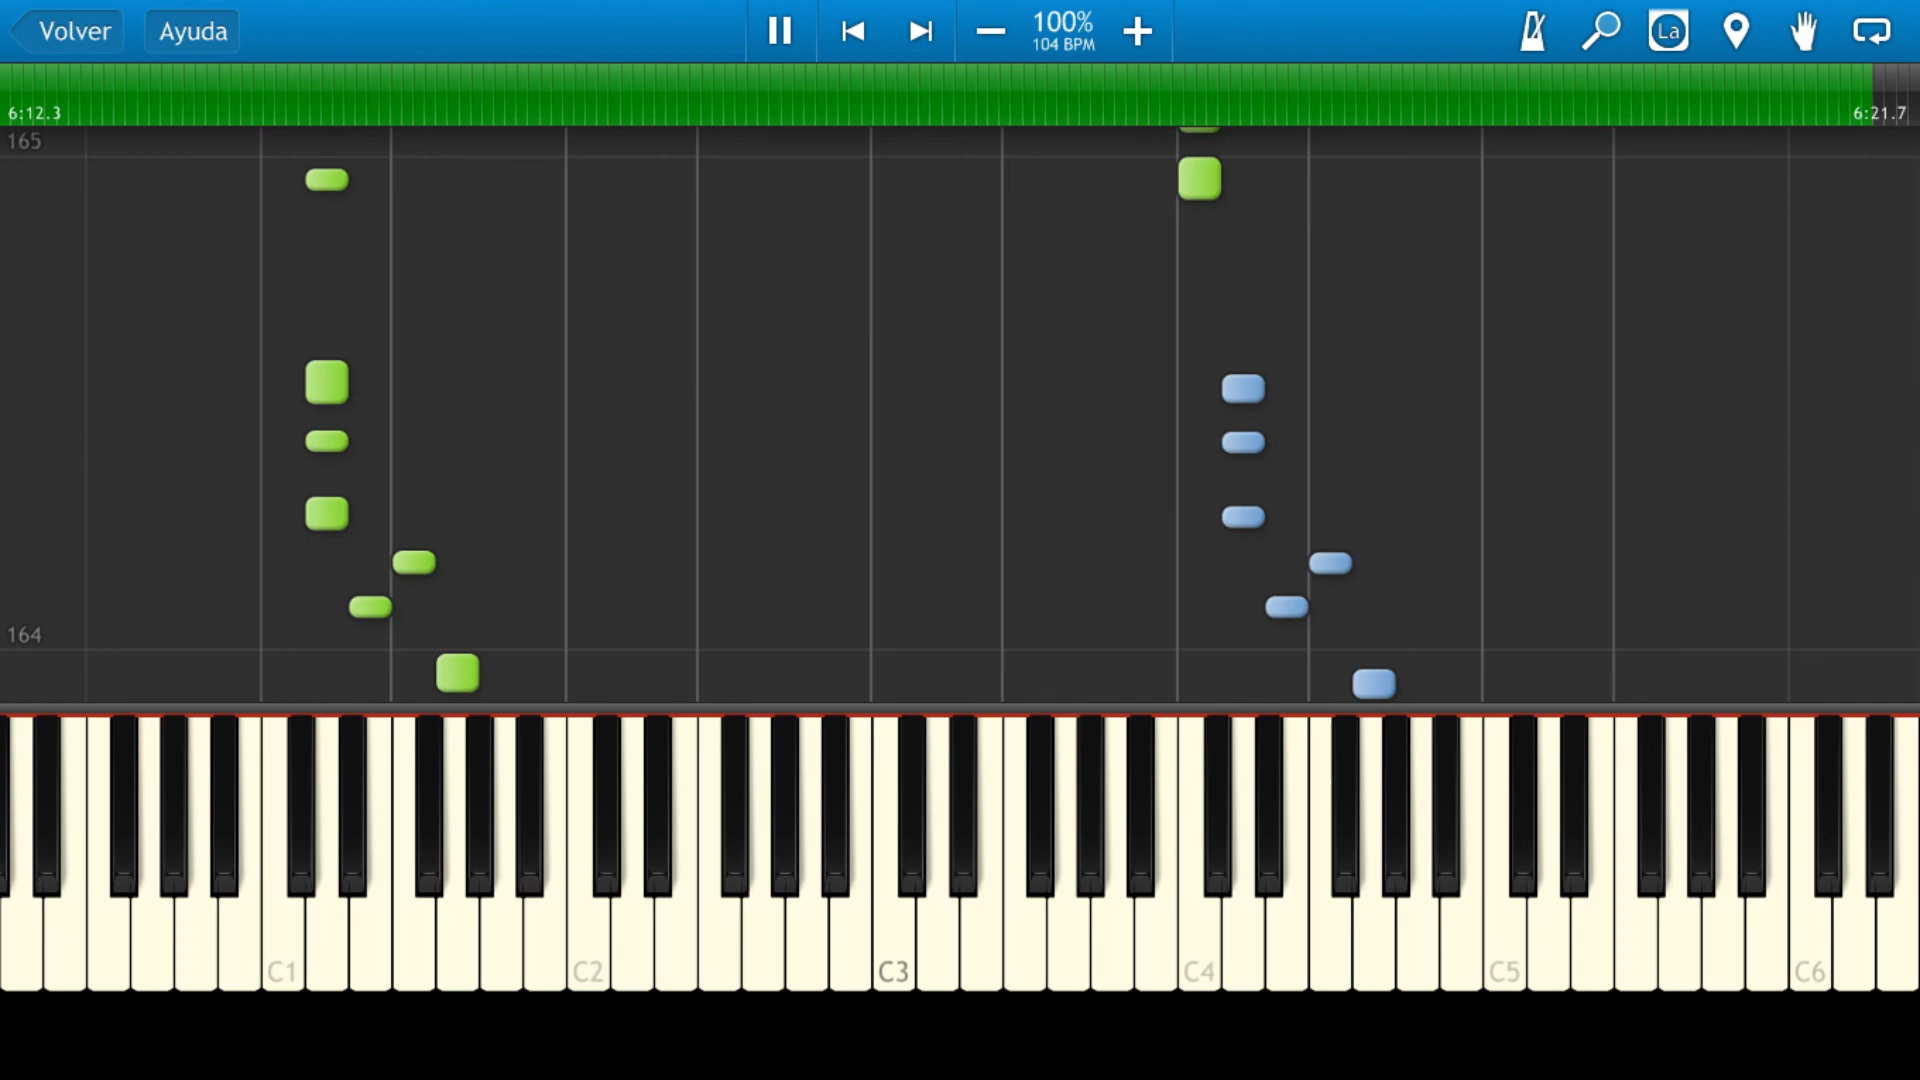 Volver
Ayuda
100%
104 BPM
La
6:12.3
6:21.7
165
164
C1
C2
C3
C4
C5
C6